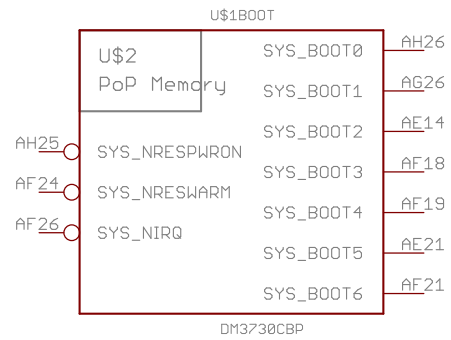 U$1BOOT
U$2
PoP Memory
SYS_BOOT0 AH26
SYS_BOOT1 AG26
SYS_BOOT2 AE14
AH25 SYS_NRESPWRON
SYS_BOOT3 AF18
AF24 SYS_NRESWARM
SYS_BOOT4 AF19
AF26 SYS_NIRQ
SYS_BOOT5 AE21
SYS_BOOT6 AF21
DM3730CBP